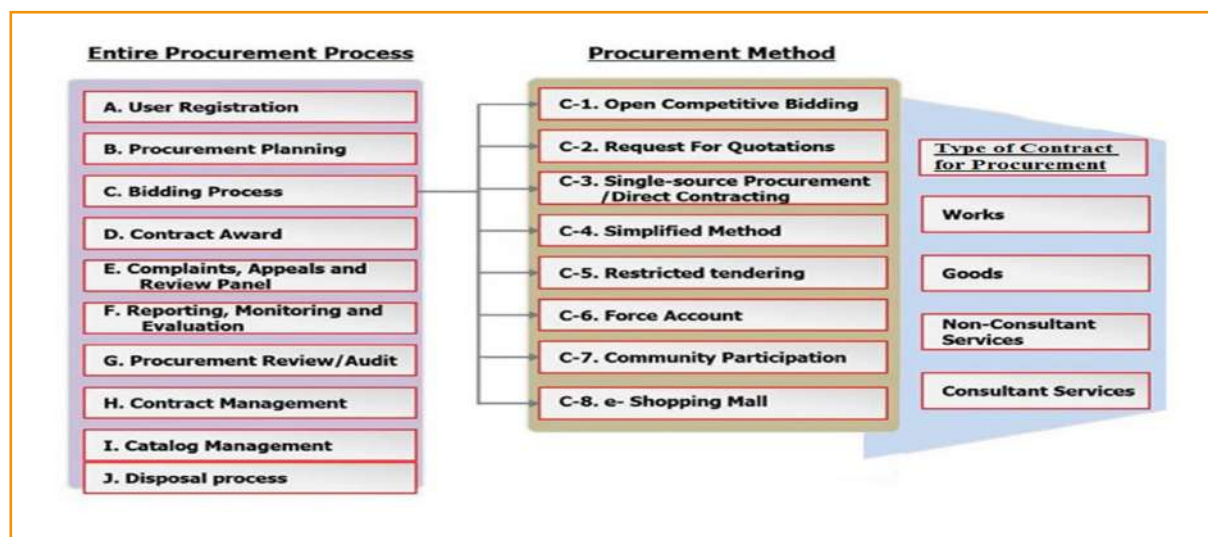 Entire Procurement Process
A. User Registration
B. Procurement Planning
C. Bidding Process
D. Contract Award
E. Complaints, Appeals and
Review Panel
F. Reporting, Monitoring and
Evaluation
G. Procurement Review/Audit
H. Contract Management
I. Catalog Management
J. Disposal process
Procurement Method
C-1. Open Competitive Bidding
C-2. Request For Quotations
C-3. Single-source Procurement
/Direct Contracting
C-4. Simplified Method
C-5. Restricted tendering
C-6. Force Account
C-7. Community Participation
C-8. e- Shopping Mall
Type of Contract
for Procurement
Works
Goods
Non-Consultant
Services
Consultant Services